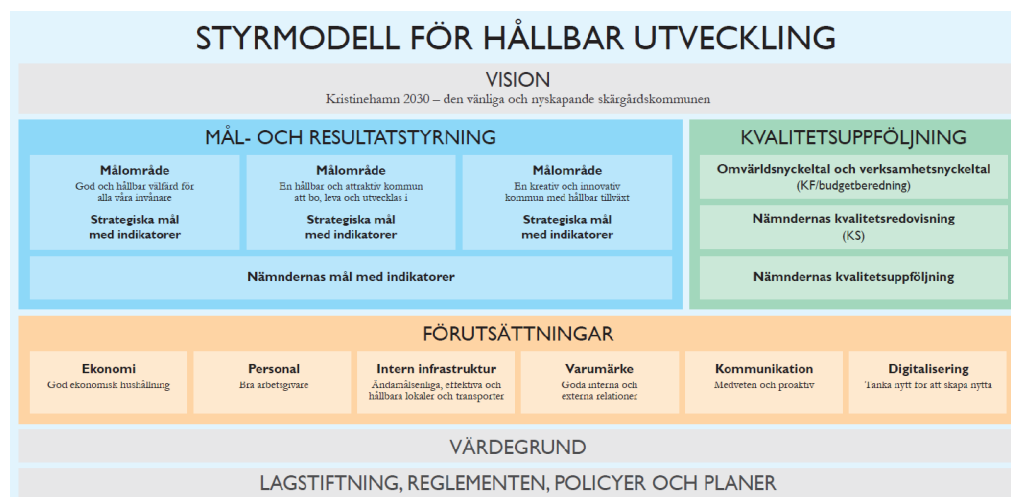 STYRMODELL FÖR HÅLLBAR UTVECKLING
VISION
Kristinehamn 2030 – den vänliga och nyskapande skärgårdskommunen
MÅL- OCH RESULTATSTYRNING
Målområde
God och hållbar välfärd för
alla våra invånare
Strategiska mål
med indikatorer
Målområde
En hållbar och attraktiv kommun
att bo, leva och utvecklas i
Strategiska mål
med indikatorer
Målområde
En kreativ och innovativ
kommun med hållbar tillväxt
Strategiska mål
med indikatorer
Nämndernas mål med indikatorer
KVALITETSUPPFÖLJNING
Omvärldsnyckeltal och verksamhetsnyckeltal
(KF/budgetberedning)
Nämndernas kvalitetsredovisning
(KS)
Nämndernas kvalitetsuppföljning
FÖRUTSÄTTNINGAR
Ekonomi
God ekonomisk hushållning
Personal
Bra arbetsgivare
Intern infrastruktur
Ändamålsenliga, effektiva och
hållbara lokaler och transporter
Varumärke
Goda interna och
externa relationer
Kommunikation
Medveten och proaktiv
Digitalisering
Tänka nytt för att skapa nytta
VÄRDEGRUND
LAGSTIFTNING, REGLEMENTEN, POLICYER OCH PLANER